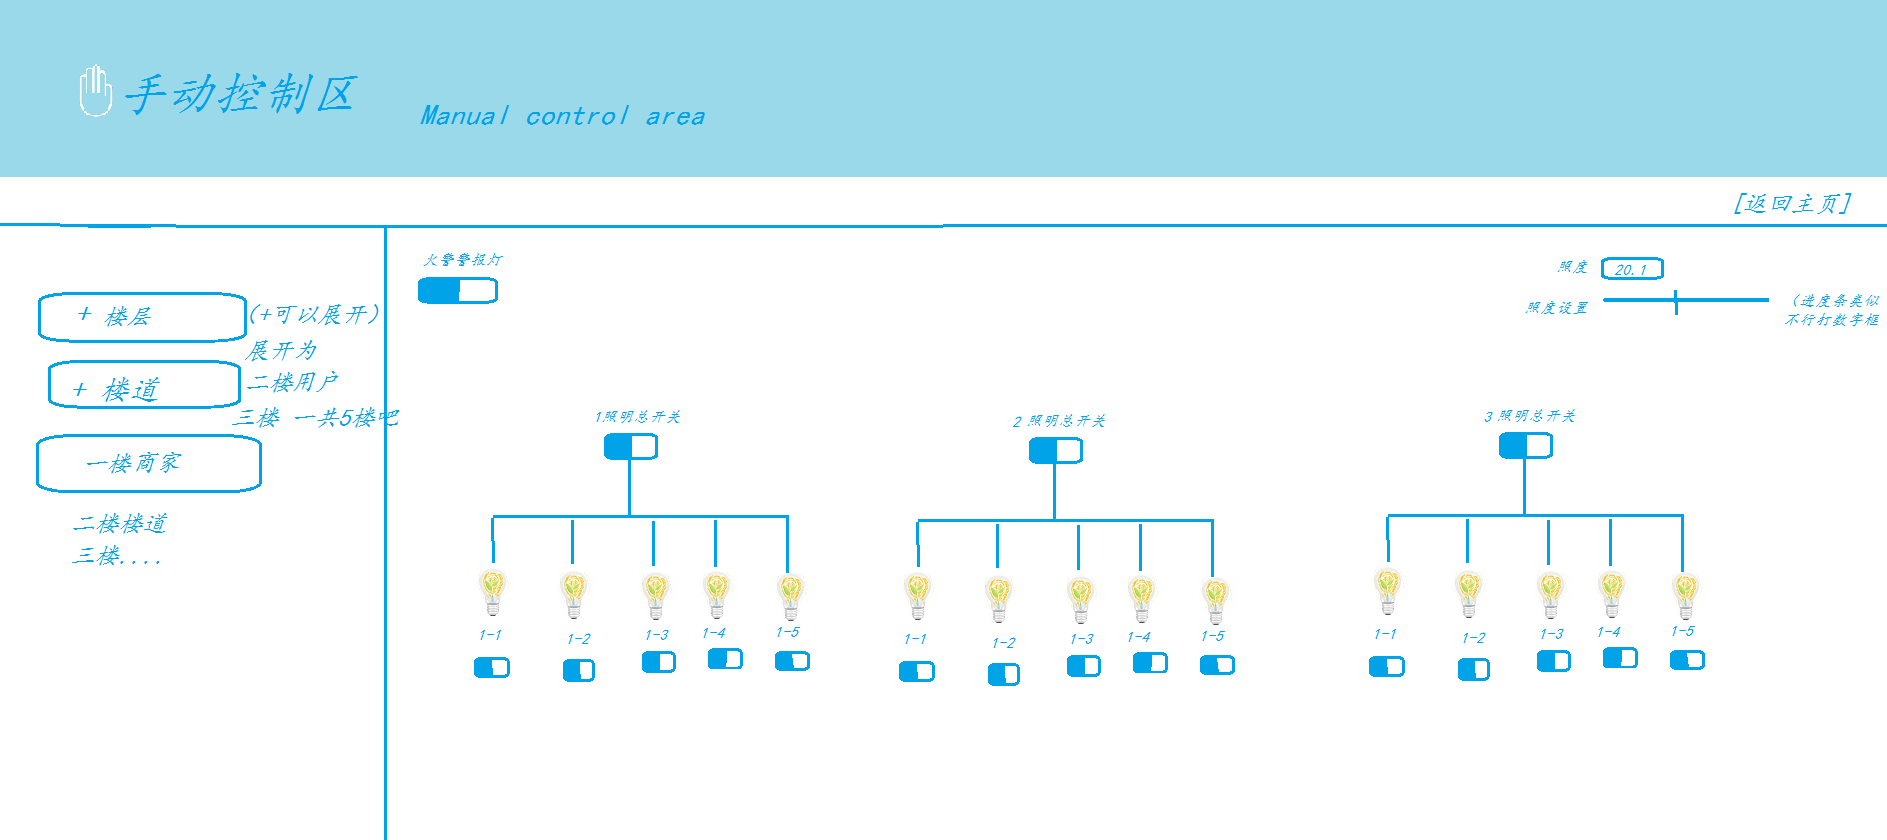 手动控制区
Manual control area
[返回主页]
+ 楼层
(+可以展开)
展开为
+ 楼道
二楼用户
三楼 一共5楼吧
一楼商家
二楼楼道
三楼....
火警警报灯
照度 20.1
照度设置
(进度条类似
不行打数字框
1照明总开关
2 照明总开关
3 照明总开关
1-1 1-2 1-3 1-4 1-5
1-1 1-2 1-3 1-4 1-5
1-1 1-2 1-3 1-4 1-5